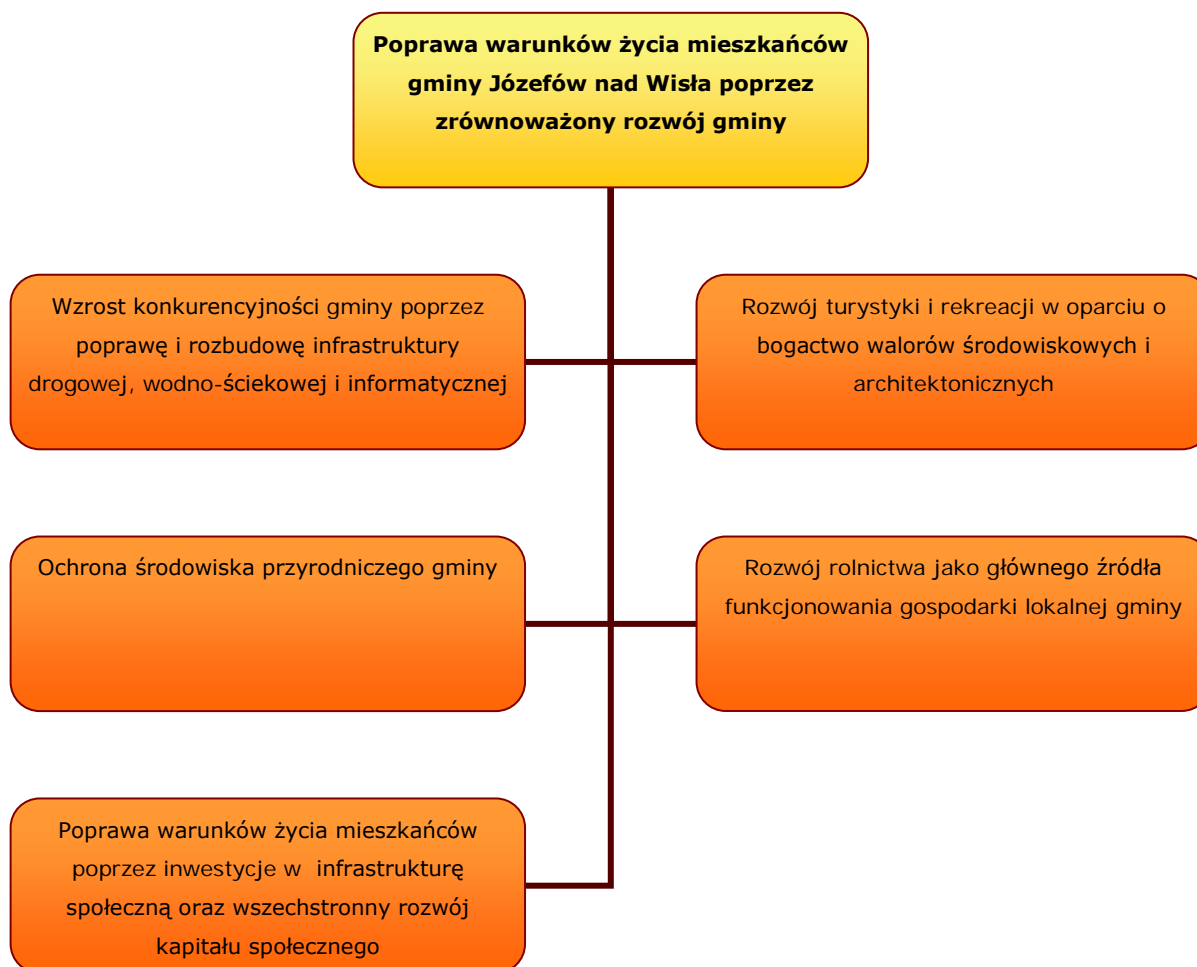 Poprawa warunków życia mieszkańców
gminy Józefów nad Wisła poprzez
zrównoważony rozwój gminy
Wzrost konkurencyjności gminy poprzez
poprawę i rozbudowę infrastruktury
drogowej, wodno-ściekowej i informatycznej
Rozwój turystyki i rekreacji w oparciu o
bogactwo walorów środowiskowych i
architektonicznych
Ochrona środowiska przyrodniczego gminy
Rozwój rolnictwa jako głównego źródła
funkcjonowania gospodarki lokalnej gminy
Poprawa warunków życia mieszkańców
poprzez inwestycje w infrastrukturę
społeczną oraz wszechstronny rozwój
kapitału społecznego